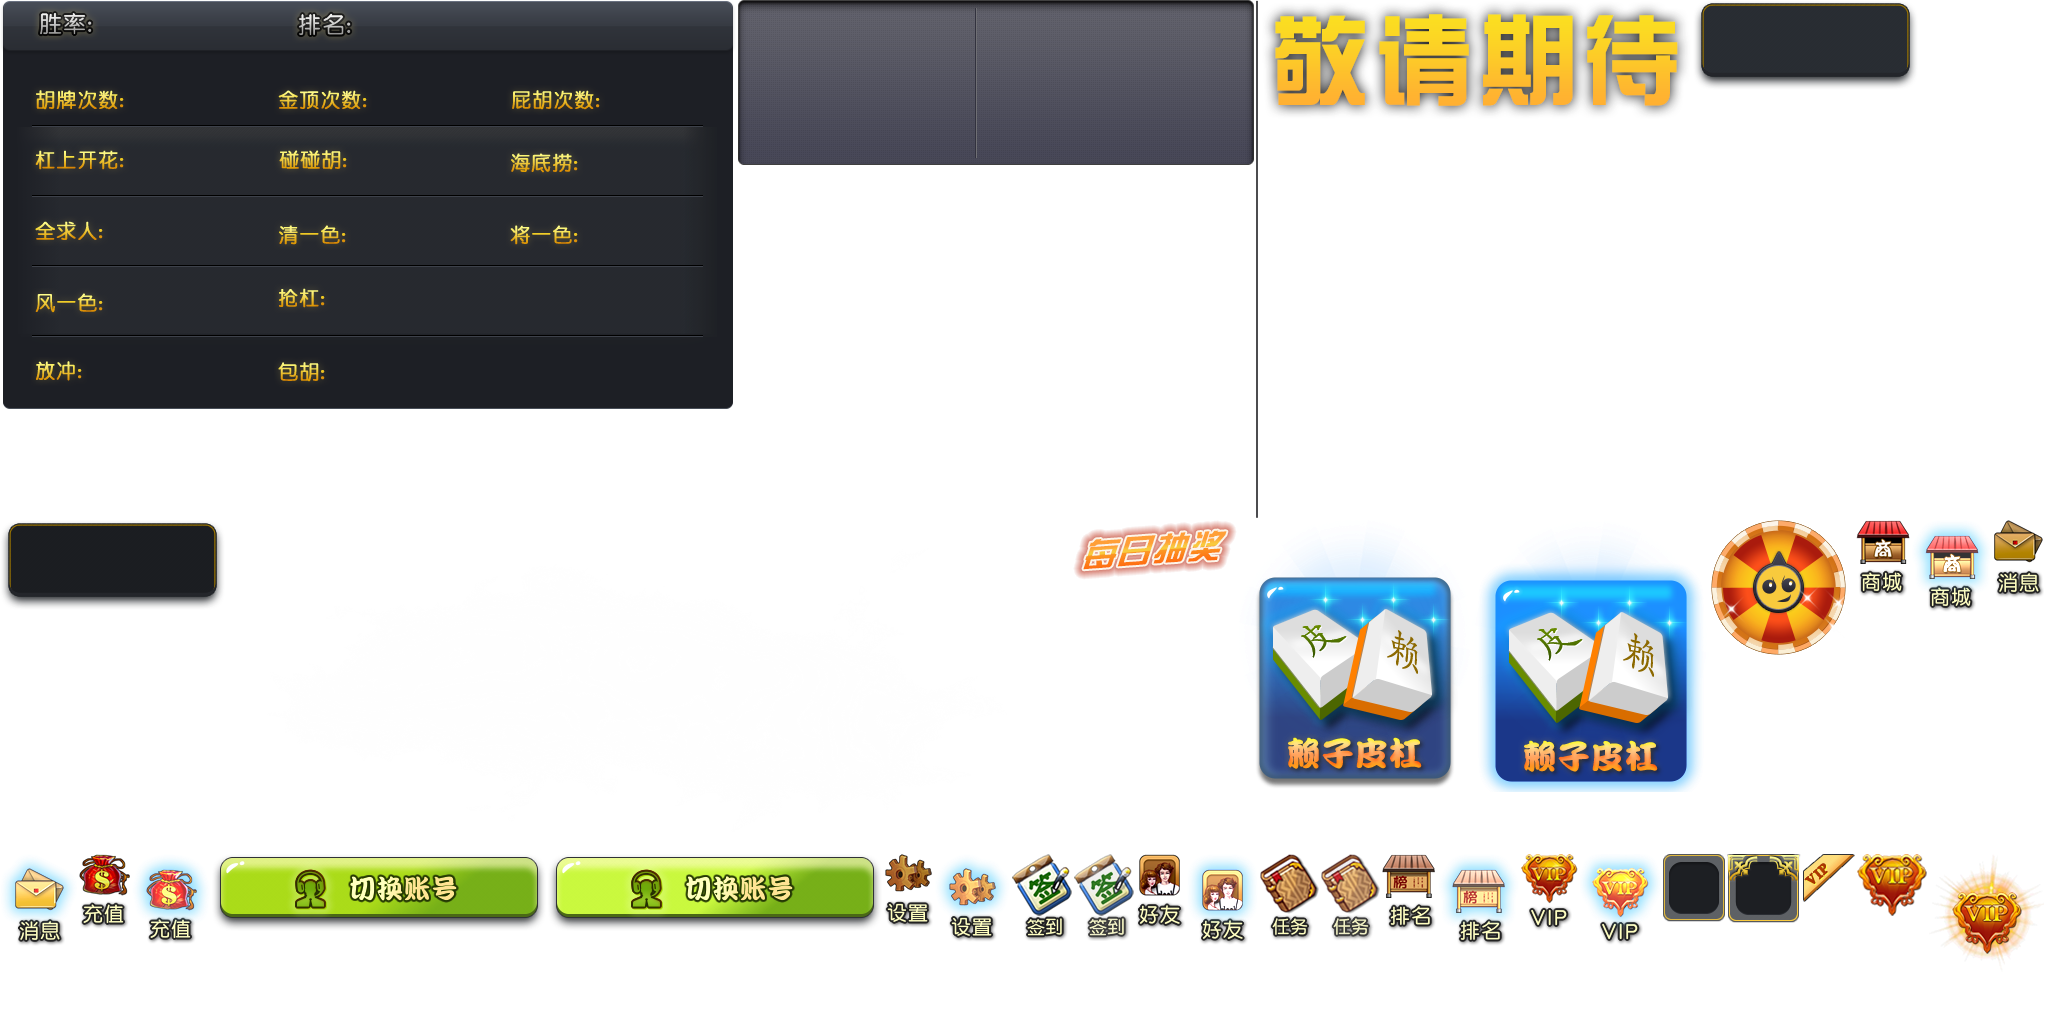 胜率: 排名:
胡牌次数: 金顶次数: 屁胡次数:
杠上开花: 碰碰胡: 海底捞:
全求人: 清一色: 将一色:
风一色: 抢杠:
放冲: 包胡:
敬请期待
每日抽奖
皮 赖
赖子皮杠
皮 赖
赖子皮杠
商
商城
商
商城
消息
消息
$
充值
$
充值
切换账号
切换账号
设置
设置
签
签到
签
签到
好友
好友
任务
任务
榜
排名
榜
排名
VIP
VIP
VIP
VIP
VIP
VIP
VIP